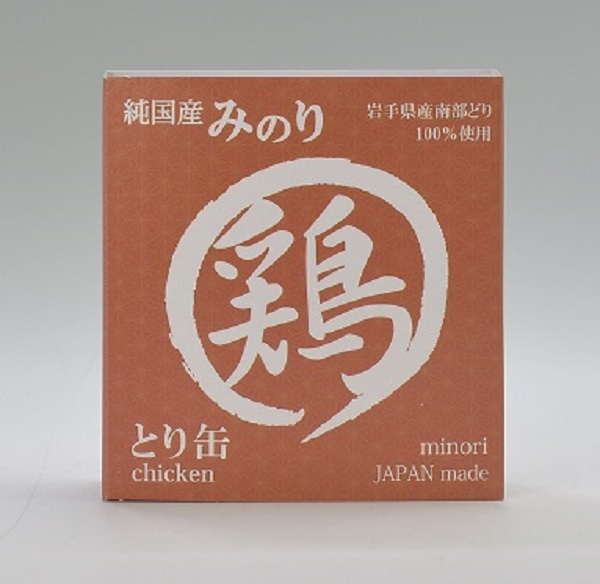 純国産 みのり
岩手県産南部どり
100%使用
鶏
とり缶
chicken
minori
JAPAN made